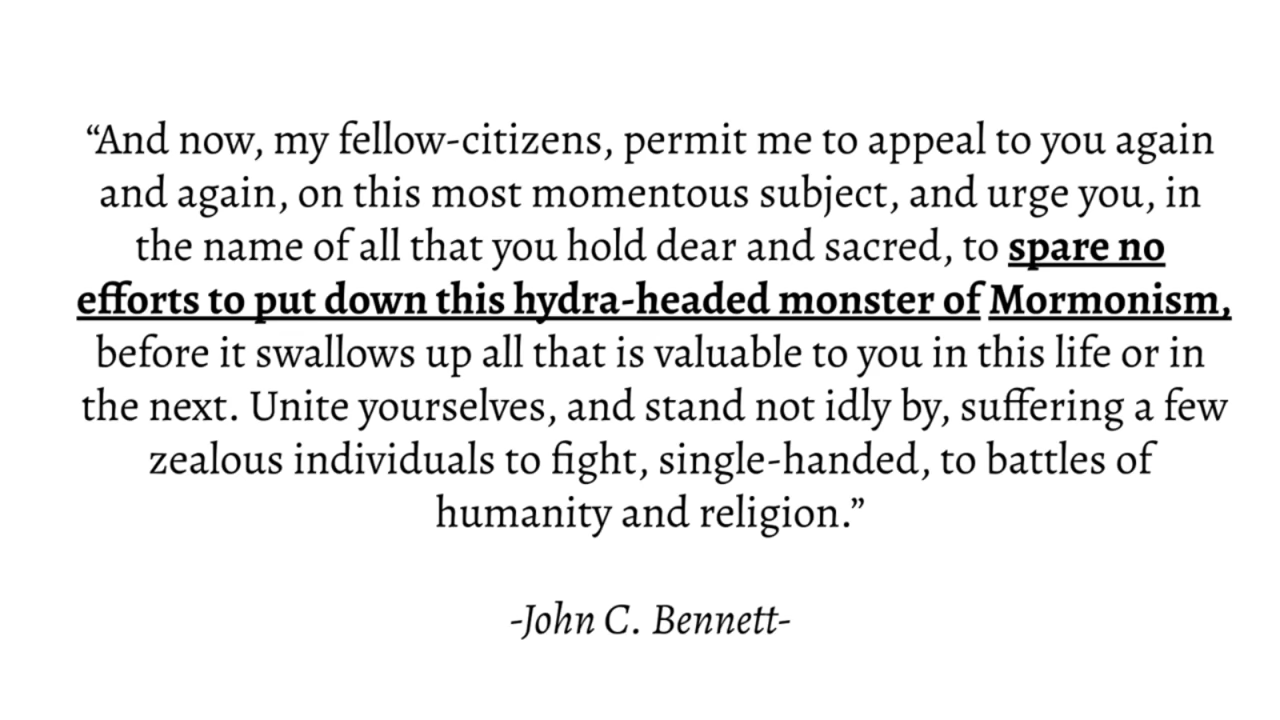 “And now, my fellow-citizens, permit me to appeal to you again
and again, on this most momentous subject, and urge you, in
the name of all that you hold dear and sacred, to spare no
efforts to put down this hydra-headed monster of Mormonism,
before it swallows up all that is valuable to you in this life or in
the next. Unite yourselves, and stand not idly by, suffering a few
zealous individuals to fight, single-handed, to battles of
humanity and religion.”
-John C. Bennett-